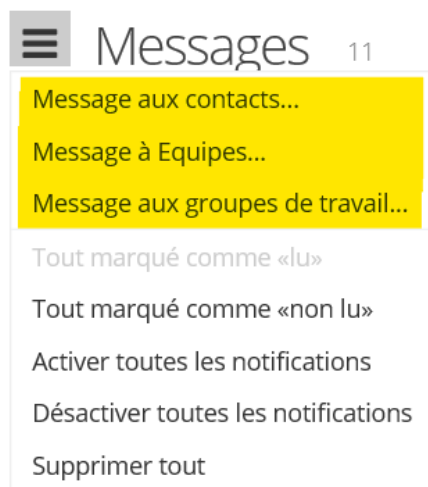 Messages 11
Message aux contacts...
Message à Equipes...
Message aux groupes de travail...
Tout marqué comme «lu»
Tout marqué comme «non lu»
Activer toutes les notifications
Désactiver toutes les notifications
Supprimer tout